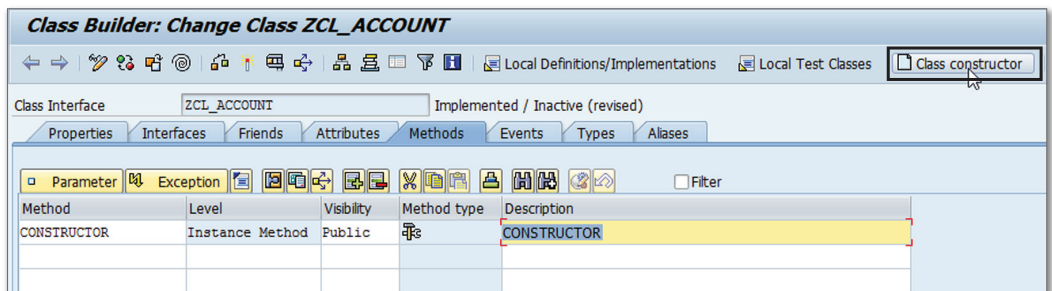 Class Builder: Change Class ZCL_ACCOUNT
Local Definitions/Implementations Local Test Classes Class constructor
Class Interface ZCL_ACCOUNT Implemented / Inactive (revised)
Properties Interfaces Friends Attributes Methods Events Types Aliases
Parameter Exception Filter
Method Level Visibility Method type Description
CONSTRUCTOR Instance Method Public CONSTRUCTOR